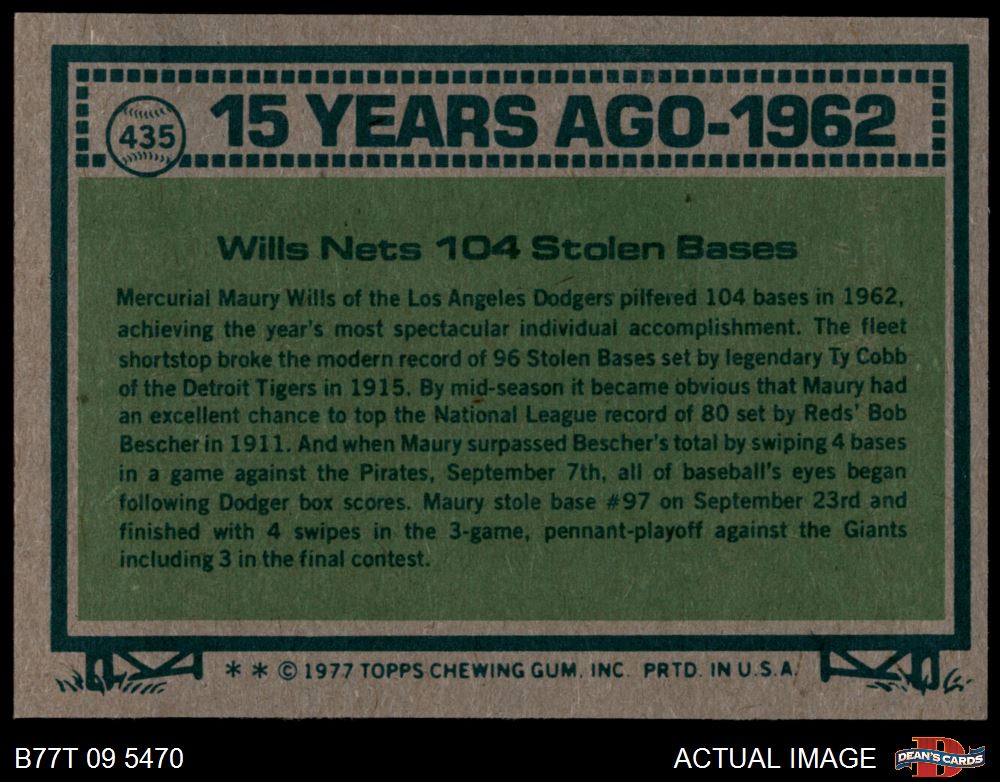 435
15 YEARS AGO-1962
Wills Nets 104 Stolen Bases
Mercurial Maury Wills of the Los Angeles Dodgers pilfered 104 bases in 1962,
achieving the year's most spectacular individual accomplishment. The fleet
shortstop broke the modern record of 96 Stolen Bases set by legendary Ty Cobb
of the Detroit Tigers in 1915. By mid-season it became obvious that Maury had
an excellent chance to top the National League record of 80 set by Reds' Bob
Bescher in 1911. And when Maury surpassed Bescher's total by swiping 4 bases
in a game against the Pirates, September 7th, all of baseball's eyes began
following Dodger box scores. Maury stole base #97 on September 23rd and
finished with 4 swipes in the 3-game, pennant-playoff against the Giants
including 3 in the final contest.
* * © 1977 TOPPS CHEWING GUM, INC. PRTD. IN U.S.A.
B77T 09 5470
ACTUAL IMAGE
D
DEAN'S CARDS